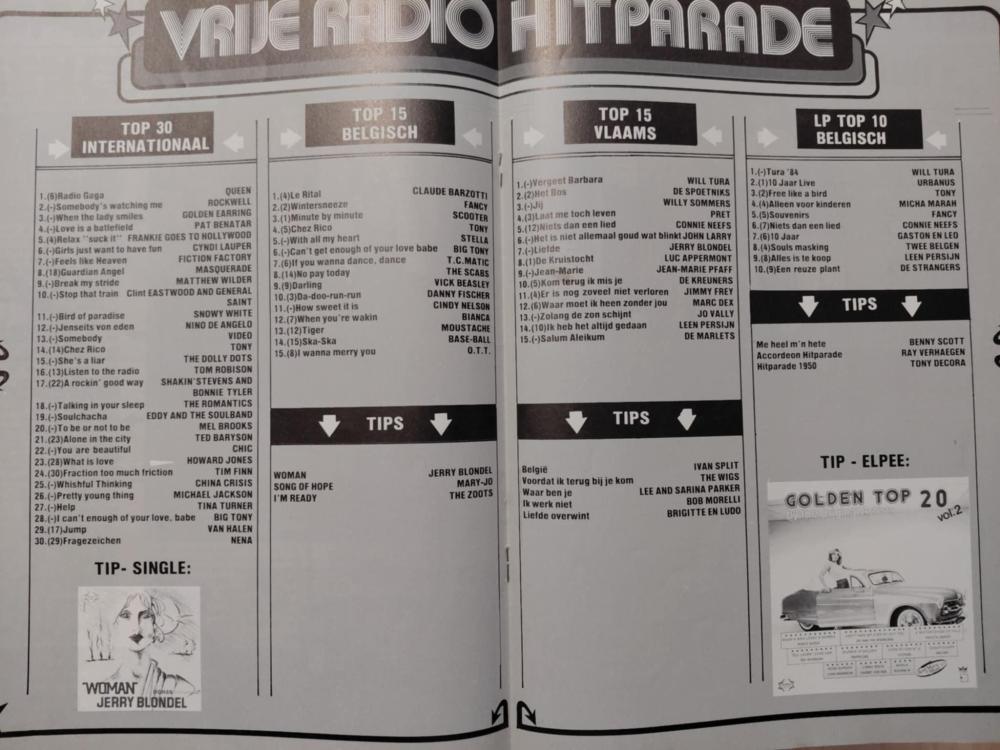 VRIJE RADIO HITPARADE
TOP 30
INTERNATIONAAL
1.(6)Radio Gaga QUEEN
2.(-)Somebody's watching me ROCKWELL
3.(-)When the lady smiles GOLDEN EARRING
4.(-)Love is a batlefield PAT BENATAR
5.(4)Relax "suck it" FRANKIE GOES TO HOLLYWOOD
6.(-)Girls just want to have fun CYNDI LAUPER
7.(-)Feels like Heaven FICTION FACTORY
8.(18)Guardian Angel MASQUERADE
9.(-)Break my stride MATTHEW WILDER
10.(-)Stop that train Clint EASTWOOD AND GENERAL
SAINT
11.(-)Bird of paradise SNOWY WHITE
12.(-)Jenseits von eden NINO DE ANGELO
13.(-)Somebody VIDEO
14.(14)Chez Rico TONY
15.(-)She's a liar THE DOLLY DOTS
16.(13)Listen to the radio TOM ROBISON
17.(22)A rockin' good way SHAKIN'STEVENS AND
BONNIE TYLER
18.(-)Talking in your sleep THE ROMANTICS
19.(-)Soulchacha EDDY AND THE SOULBAND
20.(-)To be or not to be MEL BROOKS
21.(23)Alone in the city TED BARYSON
22.(-)You are beautiful CHIC
23.(28)What is love HOWARD JONES
24.(30)Fraction too much friction TIM FINN
25.(-)Whishful Thinking CHINA CRISIS
26.(-)Pretty young thing MICHAEL JACKSON
27.(-)Help TINA TURNER
28.(-)I can't enough of your love, babe BIG TONY
29.(17)Jump VAN HALEN
30.(29)Fragezeichen NENA
TIP- SINGLE:
"WOMAN"
JERRY BLONDEL
TOP 15
BELGISCH
1.(4)Le Rital CLAUDE BARZOTTI
2.(2)Wintersneeze FANCY
3.(1)Minute by minute SCOOTER
4.(5)Chez Rico TONY
5.(-)With all my heart STELLA
6.(-)Can't get enough of your love babe BIG TONY
7.(6)If you wanna dance, dance T.C.MATIC
8.(14)No pay today THE SCABS
9.(9)Darling VICK BEASLEY
10.(3)Da-doo-run-run DANNY FISCHER
11.(-)How sweet it is CINDY NELSON
12.(7)When you're wakin BIANCA
13.(12)Tiger MOUSTACHE
14.(15)Ska-Ska BASE-BALL
15.(8)I wanna merry you O.T.T.
TIPS
WOMAN JERRY BLONDEL
SONG OF HOPE MARY-JO
I'M READY THE ZOOTS
TOP 15
VLAAMS
1.(-)Vergeet Barbara WILL TURA
2.(2)Het Bos DE SPOETNIKS
3.(-)Jij WILLY SOMMERS
4.(3)Laat me toch leven PRET
5.(12)Niets dan een lied CONNIE NEEFS
6.(-)Het is niet allemaal goud wat blinkt JOHN LARRY
7.(-)Liefde JERRY BLONDEL
8.(1)De Kruistocht LUC APPERMONT
9.(-)Jean-Marie JEAN-MARIE PFAFF
10.(5)Kom terug ik mis je DE KREUNERS
11.(4)Er is nog zoveel niet verloren JIMMY FREY
12.(6)Waar moet ik heen zonder jou MARC DEX
13.(-)Zolang de zon schijnt JO VALLY
14.(10)Ik heb het altijd gedaan LEEN PERSIJN
15.(-)Salum Aleikum DE MARLETS
TIPS
België IVAN SPLIT
Voordat ik terug bij je kom THE WIGS
Waar ben je LEE AND SARINA PARKER
Ik werk niet BOB MORELLI
Liefde overwint BRIGITTE EN LUDO
LP TOP 10
BELGISCH
1.(-)Tura '84 WILL TURA
2.(1)10 Jaar Live URBANUS
3.(2)Free like a bird TONY
4.(4)Alleen voor kinderen MICHA MARAH
5.(5)Souvenirs FANCY
6.(7)Niets dan een lied CONNIE NEEFS
7.(6)10 Jaar GASTON EN LEO
8.(4)Souls masking TWEE BELGEN
9.(8)Alles is te koop LEEN PERSIJN
10.(9)Een reuze plant DE STRANGERS
TIPS
Me heel m'n hete BENNY SCOTT
Accordeon Hitparade RAY VERHAEGEN
Hitparade 1950 TONY DECORA
TIP - ELPEE:
GOLDEN TOP 20
vol:2